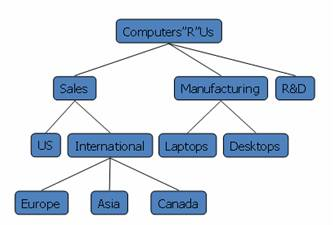 Computers"R"Us
Sales
Manufacturing
R&D
US
International
Laptops
Desktops
Europe
Asia
Canada